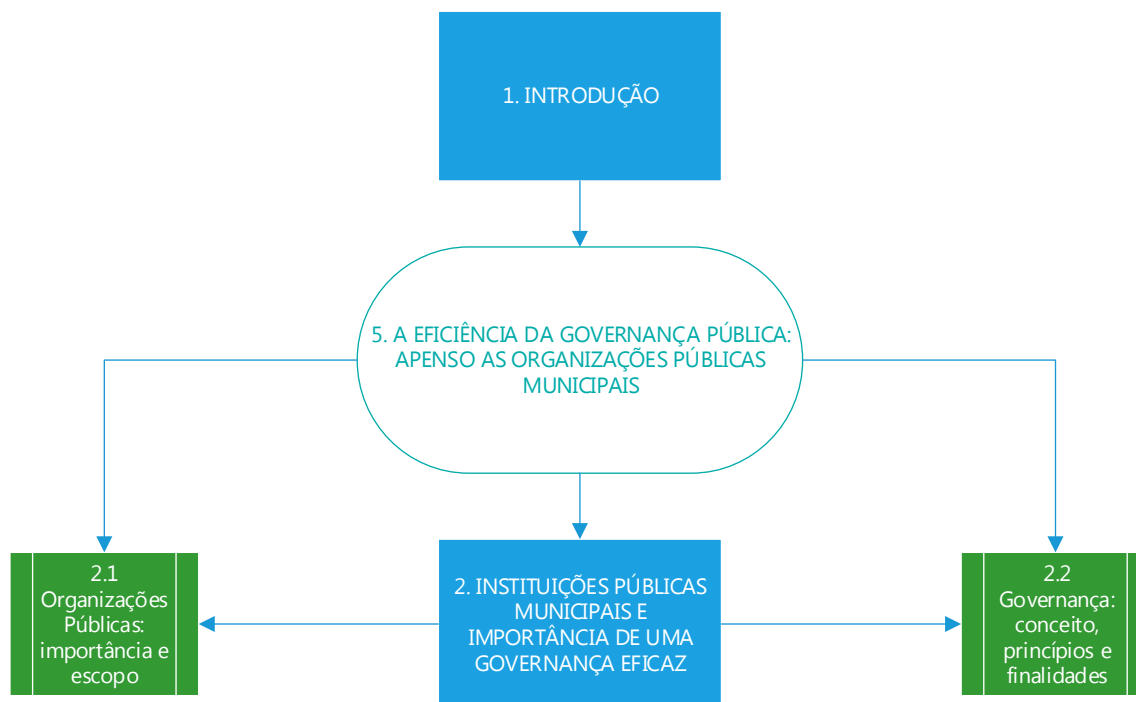 1. INTRODUÇÃO
5. A EFICIÊNCIA DA GOVERNANÇA PÚBLICA:
APENSO AS ORGANIZAÇÕES PÚBLICAS
MUNICIPAIS
2.1
Organizações
Públicas:
importância e
escopo
2. INSTITUIÇÕES PÚBLICAS
MUNICIPAIS E
IMPORTÂNCIA DE UMA
GOVERNANÇA EFICAZ
2.2
Governança:
conceito,
princípios e
finalidades